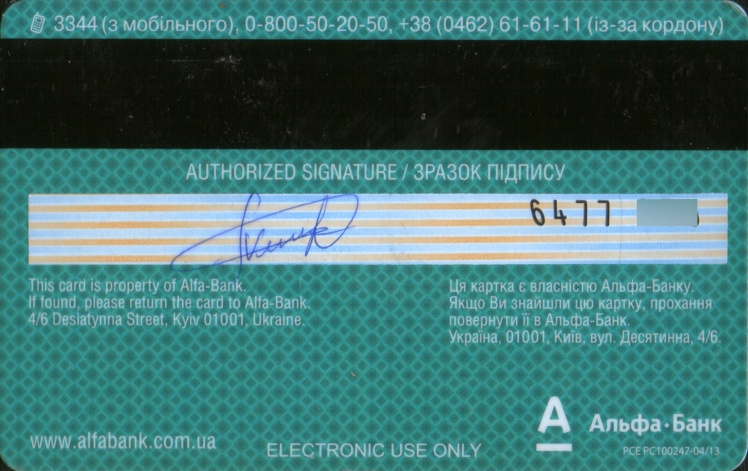 3344 (з мобільного), 0-800-50-20-50, +38 (0462) 61-61-11 (із-за кордону)
AUTHORIZED SIGNATURE / ЗРАЗОК ПІДПИСУ
6477
This card is property of Alfa-Bank.
If found, please return the card to Alfa-Bank.
4/6 Desiatynna Street, Kyiv 01001, Ukraine.
Ця картка є власністю Альфа-Банку.
Якщо Ви знайшли цю картку, прохання
повернути її в Альфа-Банк.
Україна, 01001, Київ, вул. Десятинна, 4/6.
www.alfabank.com.ua
ELECTRONIC USE ONLY
А Альфа·Банк
PCE PC100247-04/13